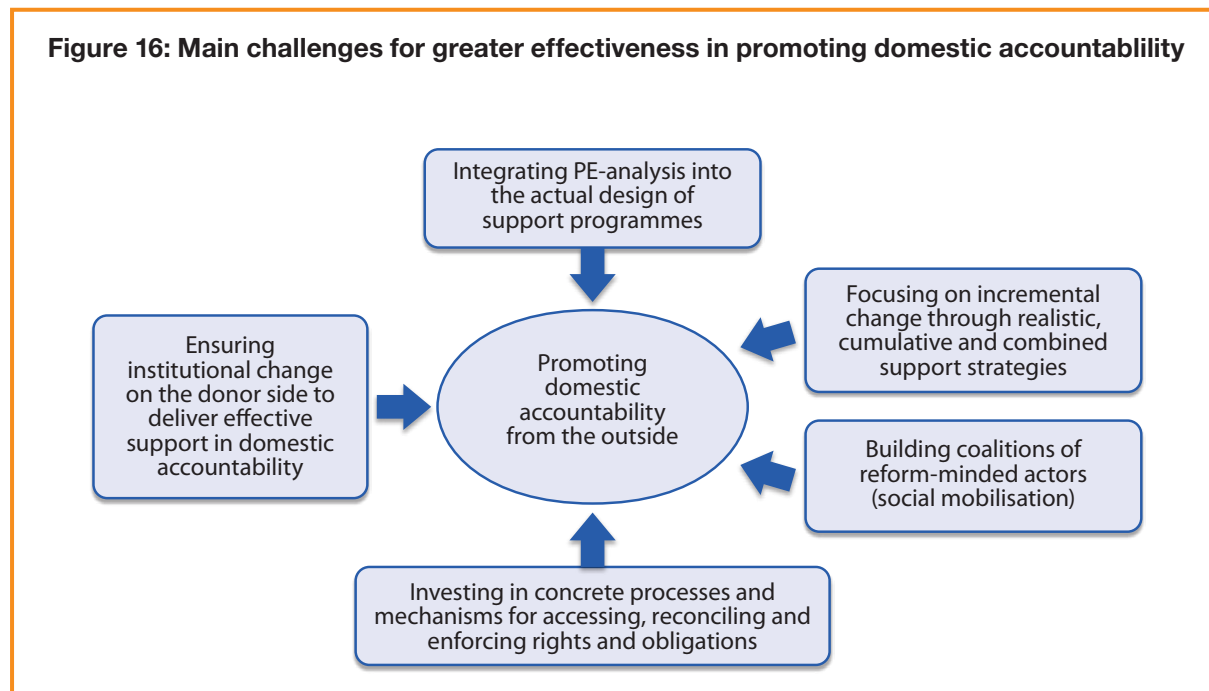 Figure 16: Main challenges for greater effectiveness in promoting domestic accountablility
Integrating PE-analysis into
the actual design of
support programmes
Focusing on incremental
change through realistic,
cumulative and combined
support strategies
Ensuring
institutional change
on the donor side to
deliver effective
support in domestic
accountability
Promoting
domestic
accountability
from the outside
Building coalitions of
reform-minded actors
(social mobilisation)
Investing in concrete processes and
mechanisms for accessing, reconciling and
enforcing rights and obligations